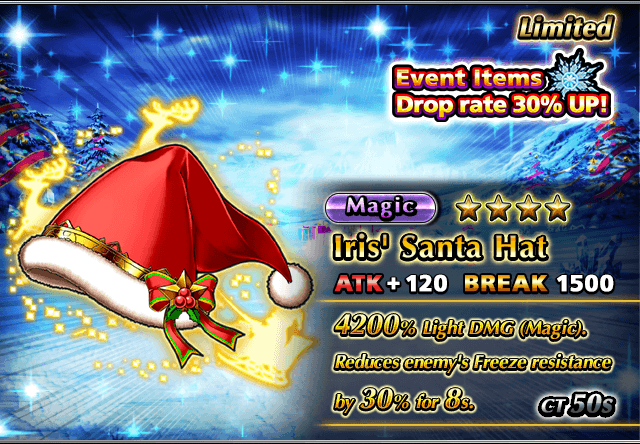 Limited
Event Items
Drop rate 30% UP!
Magic
Iris' Santa Hat
ATK + 120 BREAK 1500
4200% Light DMG (Magic).
Reduces enemy's Freeze resistance
by 30% for 8s. CT 50s